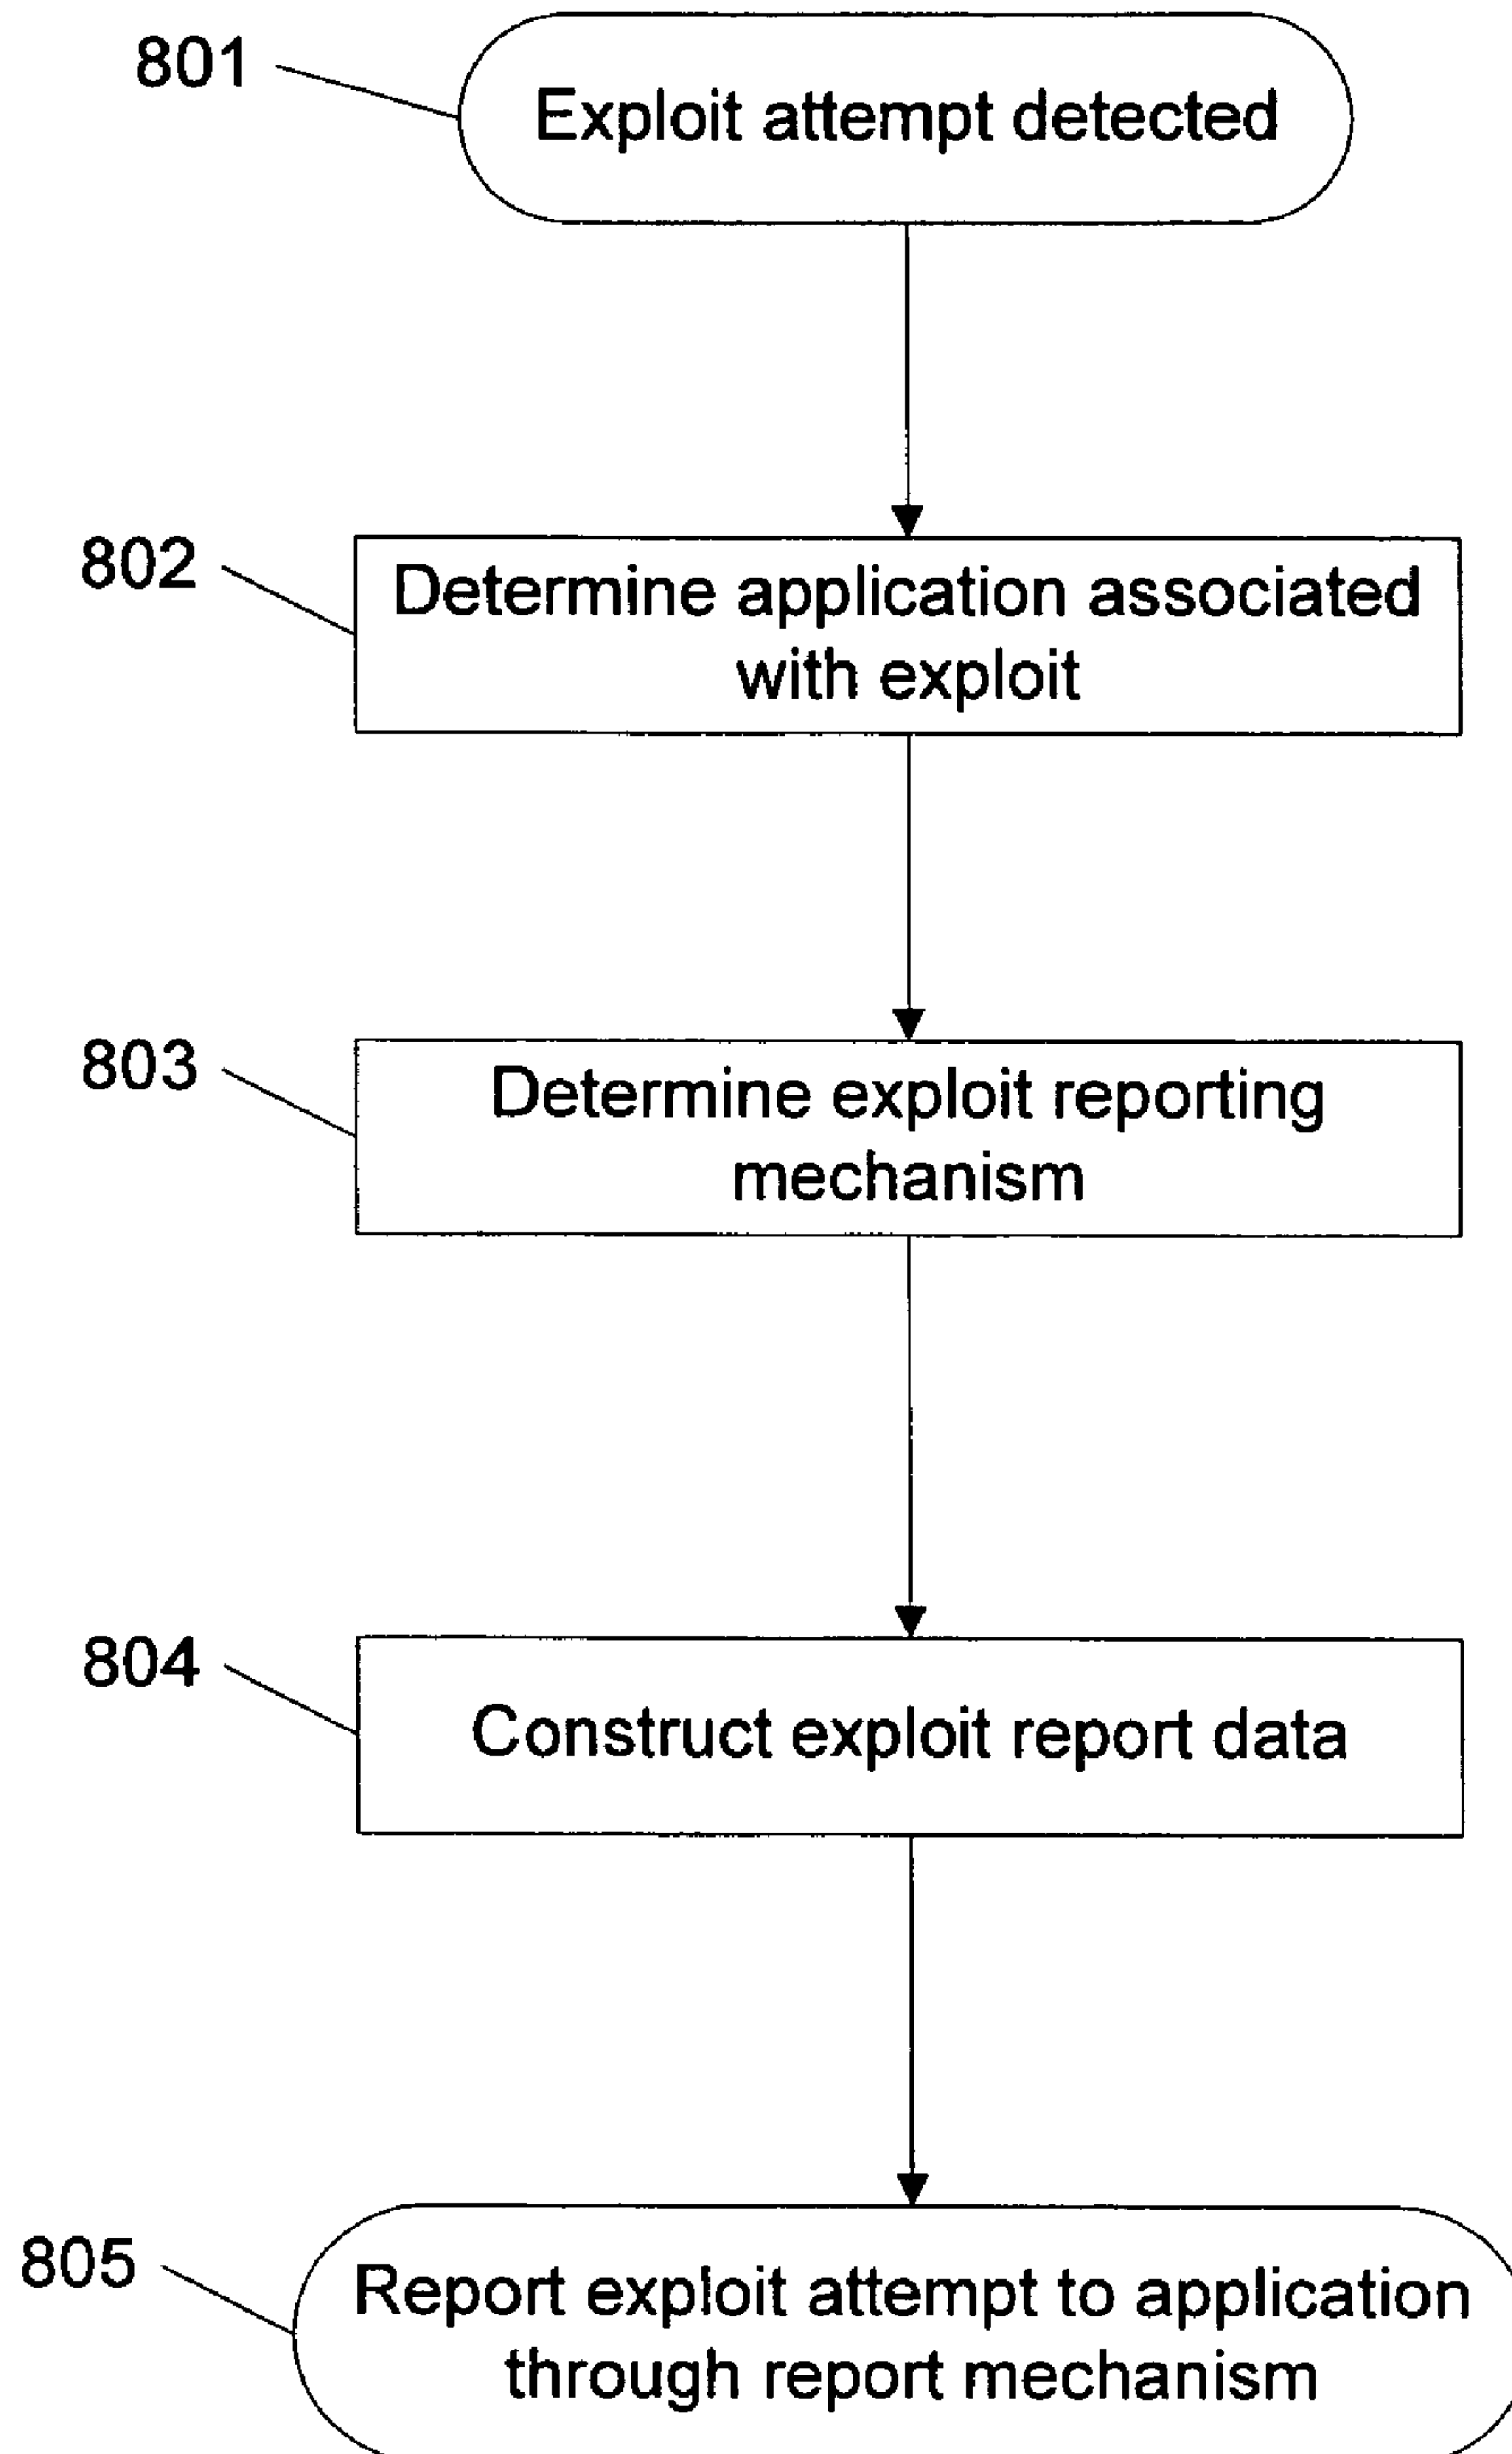 801
Exploit attempt detected
802
Determine application associated
with exploit
803
Determine exploit reporting
mechanism
804
Construct exploit report data
805
Report exploit attempt to application
through report mechanism